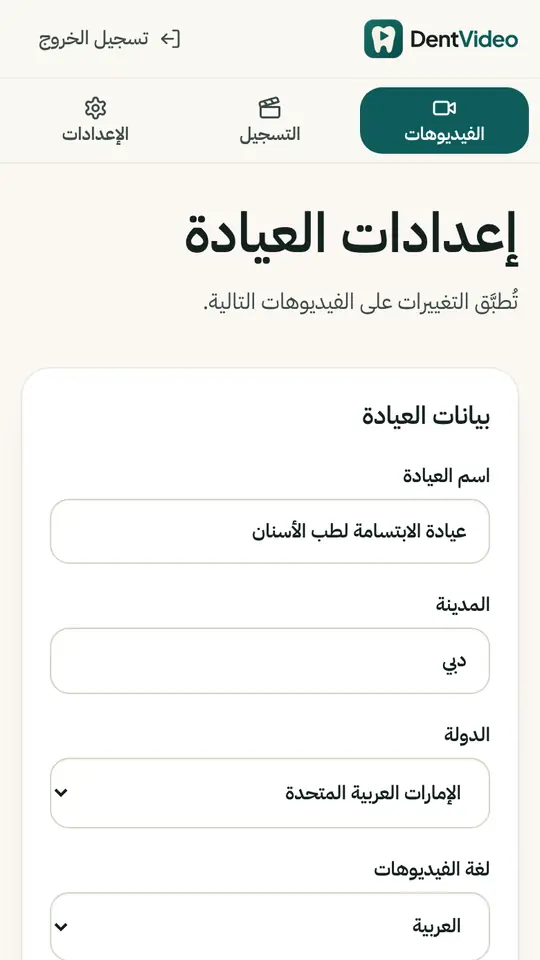 DentVideo
تسجيل الخروج
الفيديوهات
التسجيل
الإعدادات
إعدادات العيادة
تُطبَّق التغييرات على الفيديوهات التالية.
بيانات العيادة
اسم العيادة
عيادة الابتسامة لطب الأسنان
المدينة
دبي
الدولة
الإمارات العربية المتحدة
لغة الفيديوهات
العربية